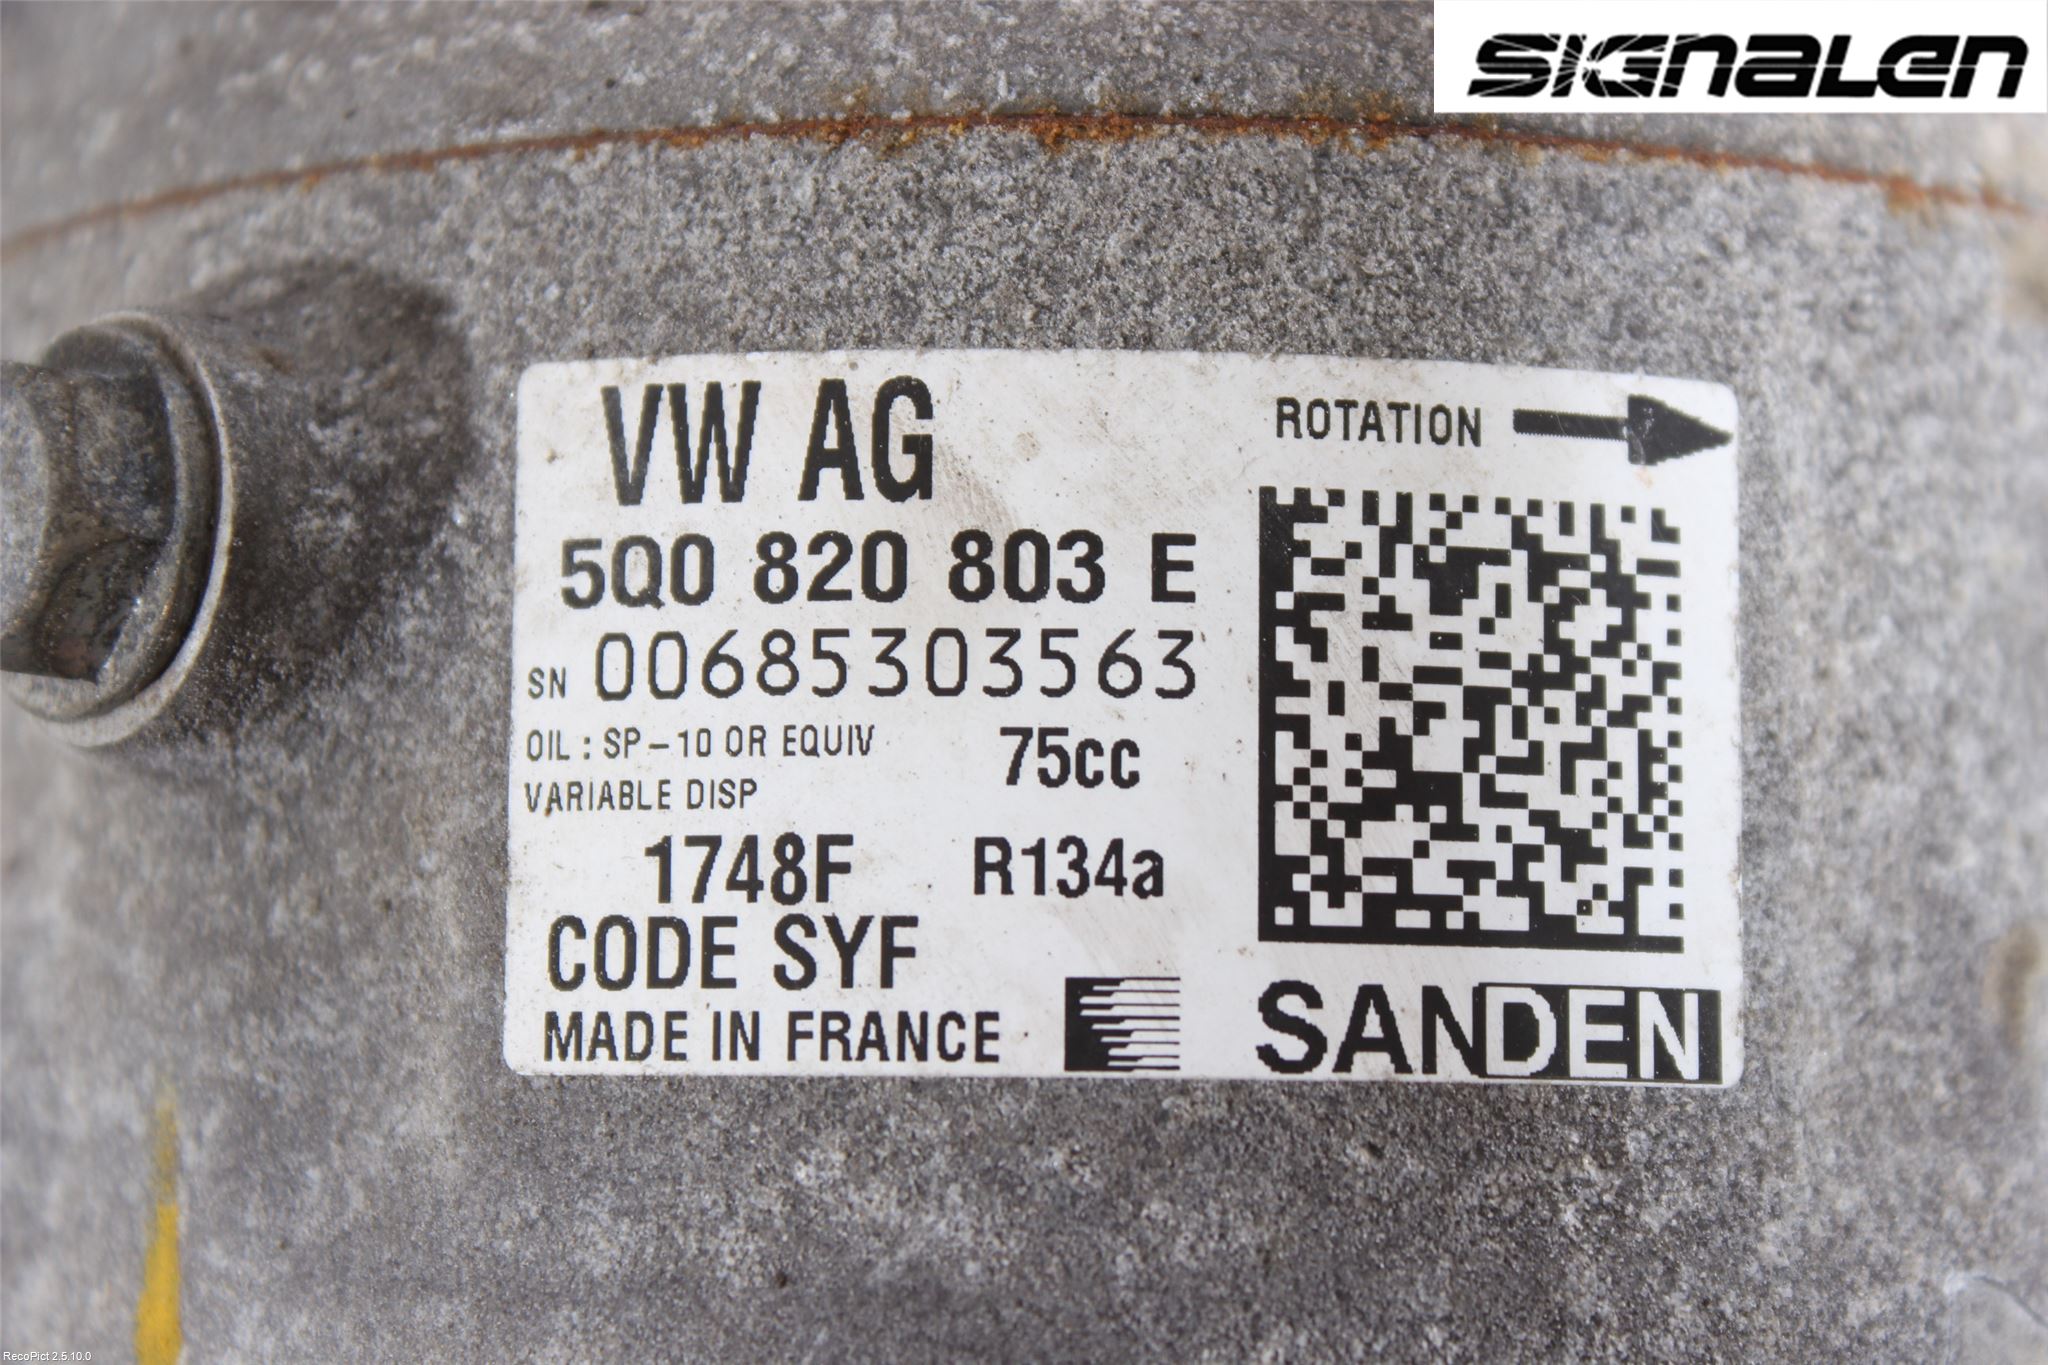 SIGNALEN
VW AG
ROTATION
5Q0 820 803 E
SN 00685303563
OIL : SP-10 OR EQUIV 75cc
VARIABLE DISP
1748F R134a
CODE SYF
MADE IN FRANCE
SANDEN
RecoPict 2.5.10.0